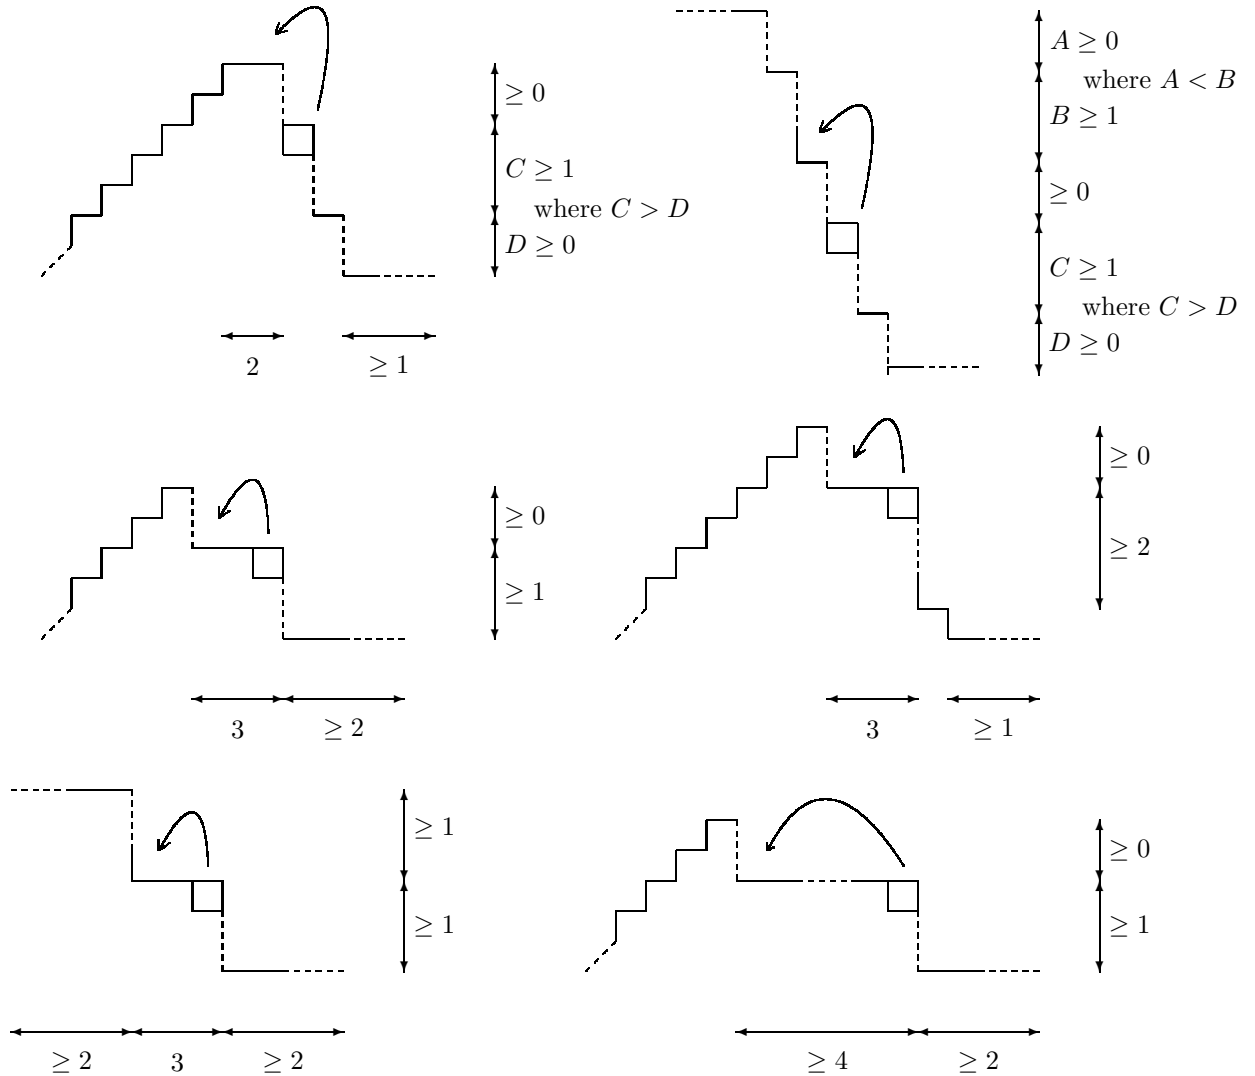 ≥ 0
C ≥ 1
where C > D
D ≥ 0
2
≥ 1
A ≥ 0
where A < B
B ≥ 1
≥ 0
C ≥ 1
where C > D
D ≥ 0
≥ 0
≥ 1
3
≥ 2
≥ 0
≥ 2
3
≥ 1
≥ 1
≥ 1
≥ 2
3
≥ 2
≥ 0
≥ 1
≥ 4
≥ 2